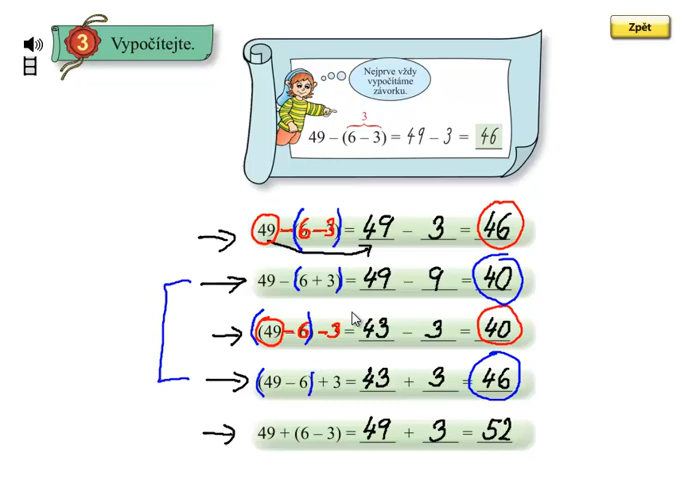 Zpět
3 Vypočítejte.
Nejprve vždy
vypočítáme
závorku.
3
49 – (6 – 3) = 49 – 3 = 46
49 – (6 – 3) = 49 – 3 = 46
49 – (6 + 3) = 49 – 9 = 40
(49 – 6) – 3 = 43 – 3 = 40
(49 – 6) + 3 = 43 + 3 = 46
49 + (6 – 3) = 49 + 3 = 52